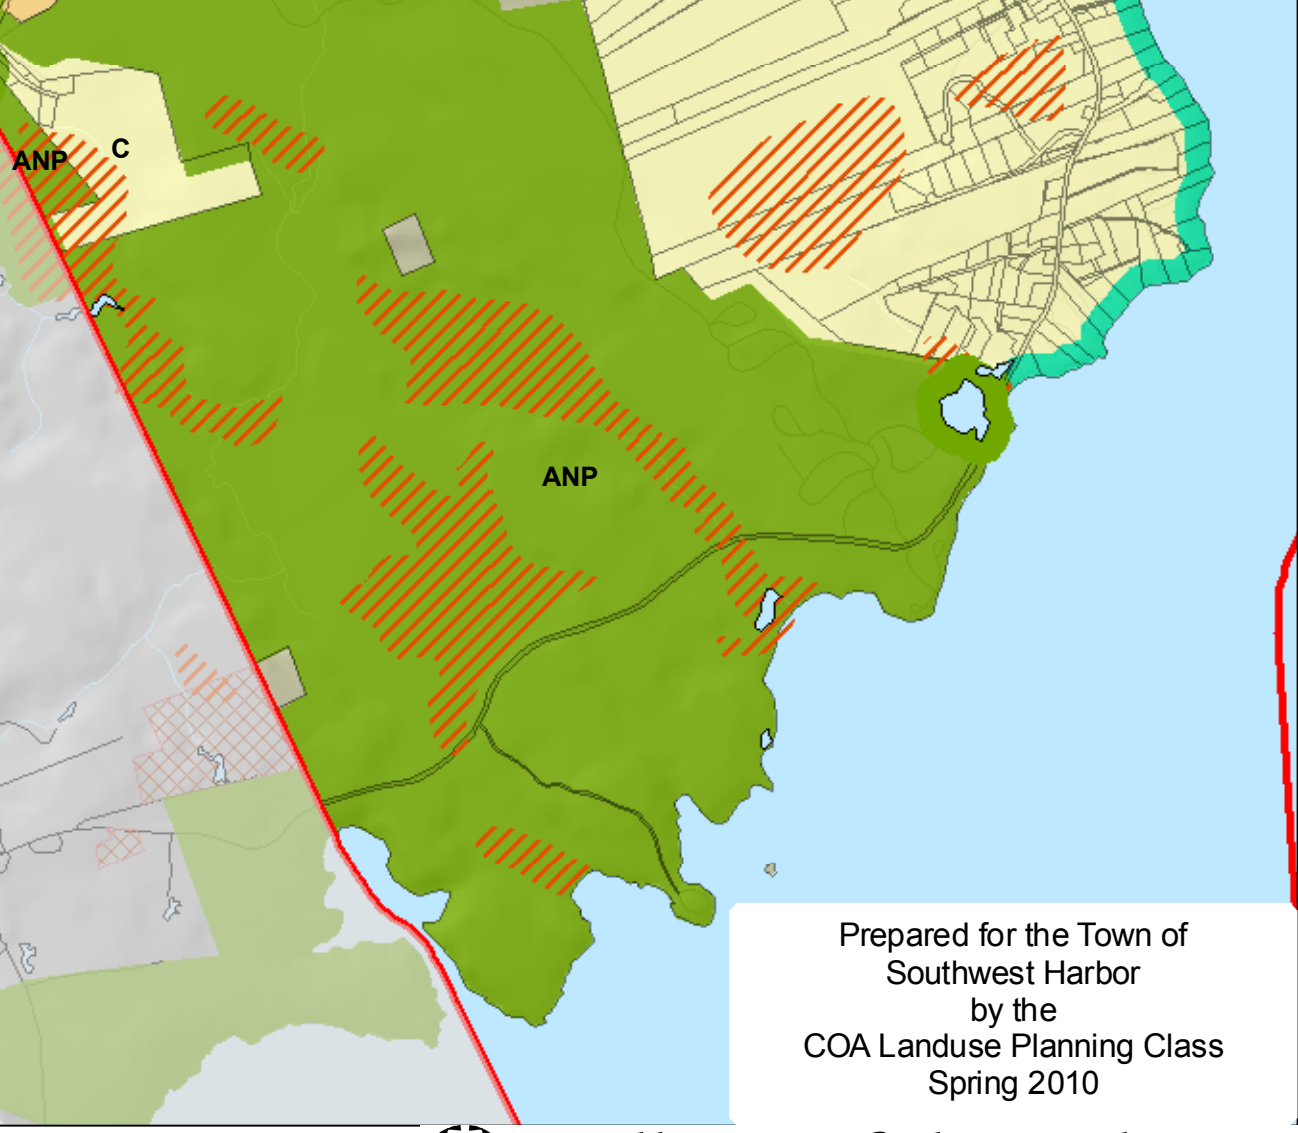 ANP
C
ANP
Prepared for the Town of
Southwest Harbor
by the
COA Landuse Planning Class
Spring 2010